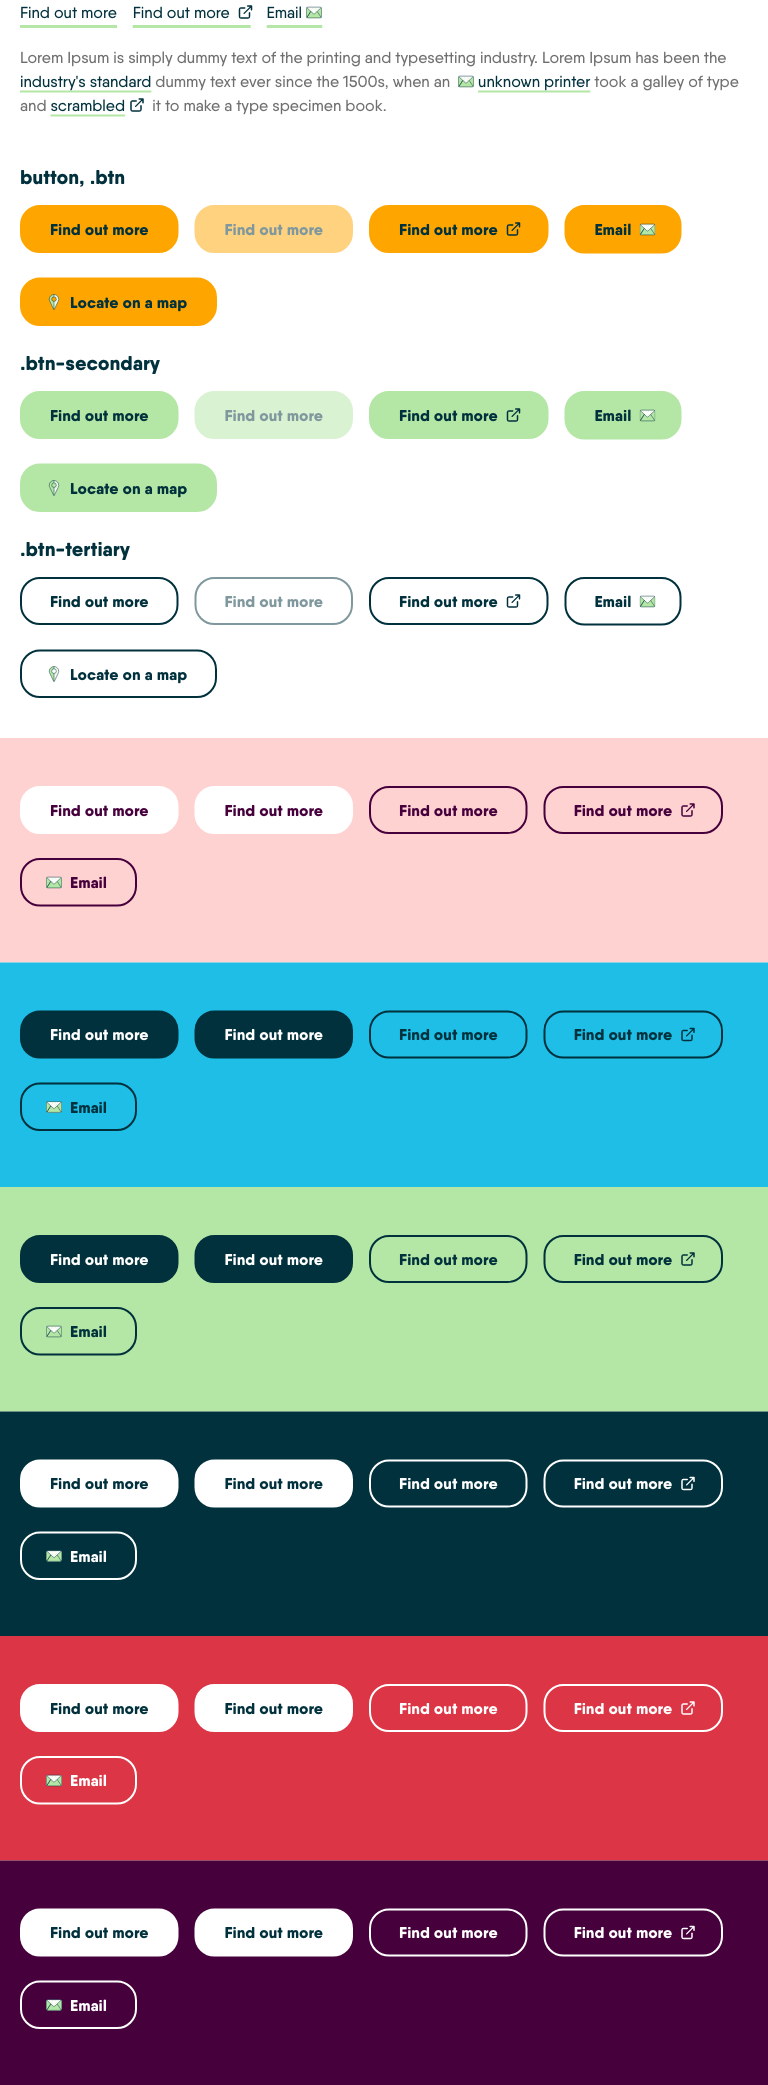 Find out more Find out more Email
Lorem Ipsum is simply dummy text of the printing and typesetting industry. Lorem Ipsum has been the
industry's standard dummy text ever since the 1500s, when an unknown printer took a galley of type
and scrambled it to make a type specimen book.
button, .btn
Find out more Find out more Find out more Email
Locate on a map
.btn-secondary
Find out more Find out more Find out more Email
Locate on a map
.btn-tertiary
Find out more Find out more Find out more Email
Locate on a map
Find out more Find out more Find out more Find out more
Email
Find out more Find out more Find out more Find out more
Email
Find out more Find out more Find out more Find out more
Email
Find out more Find out more Find out more Find out more
Email
Find out more Find out more Find out more Find out more
Email
Find out more Find out more Find out more Find out more
Email